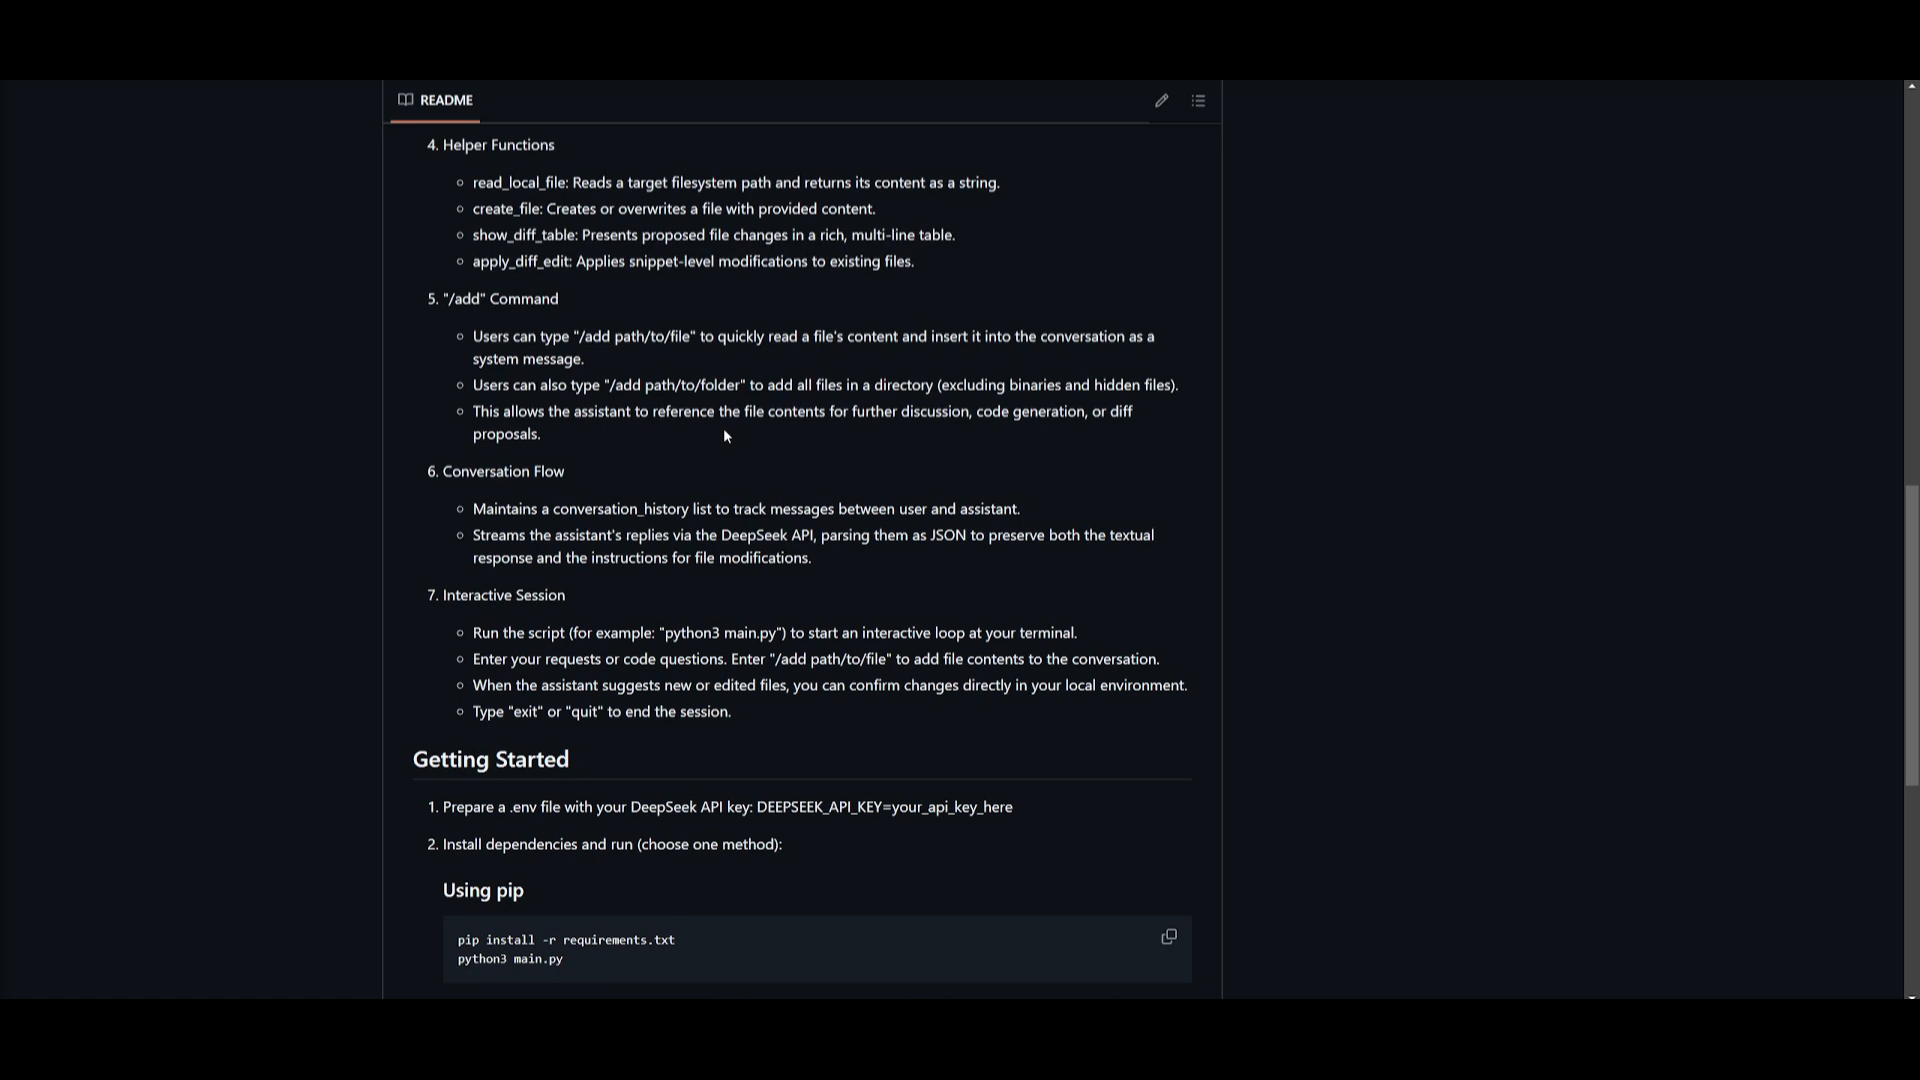 README
4. Helper Functions
read_local_file: Reads a target filesystem path and returns its content as a string.
create_file: Creates or overwrites a file with provided content.
show_diff_table: Presents proposed file changes in a rich, multi-line table.
apply_diff_edit: Applies snippet-level modifications to existing files.
5. "/add" Command
Users can type "/add path/to/file" to quickly read a file's content and insert it into the conversation as a
system message.
Users can also type "/add path/to/folder" to add all files in a directory (excluding binaries and hidden files).
This allows the assistant to reference the file contents for further discussion, code generation, or diff
proposals.
6. Conversation Flow
Maintains a conversation_history list to track messages between user and assistant.
Streams the assistant's replies via the DeepSeek API, parsing them as JSON to preserve both the textual
response and the instructions for file modifications.
7. Interactive Session
Run the script (for example: "python3 main.py") to start an interactive loop at your terminal.
Enter your requests or code questions. Enter "/add path/to/file" to add file contents to the conversation.
When the assistant suggests new or edited files, you can confirm changes directly in your local environment.
Type "exit" or "quit" to end the session.
Getting Started
1. Prepare a .env file with your DeepSeek API key: DEEPSEEK_API_KEY=your_api_key_here
2. Install dependencies and run (choose one method):
Using pip
pip install -r requirements.txt
python3 main.py